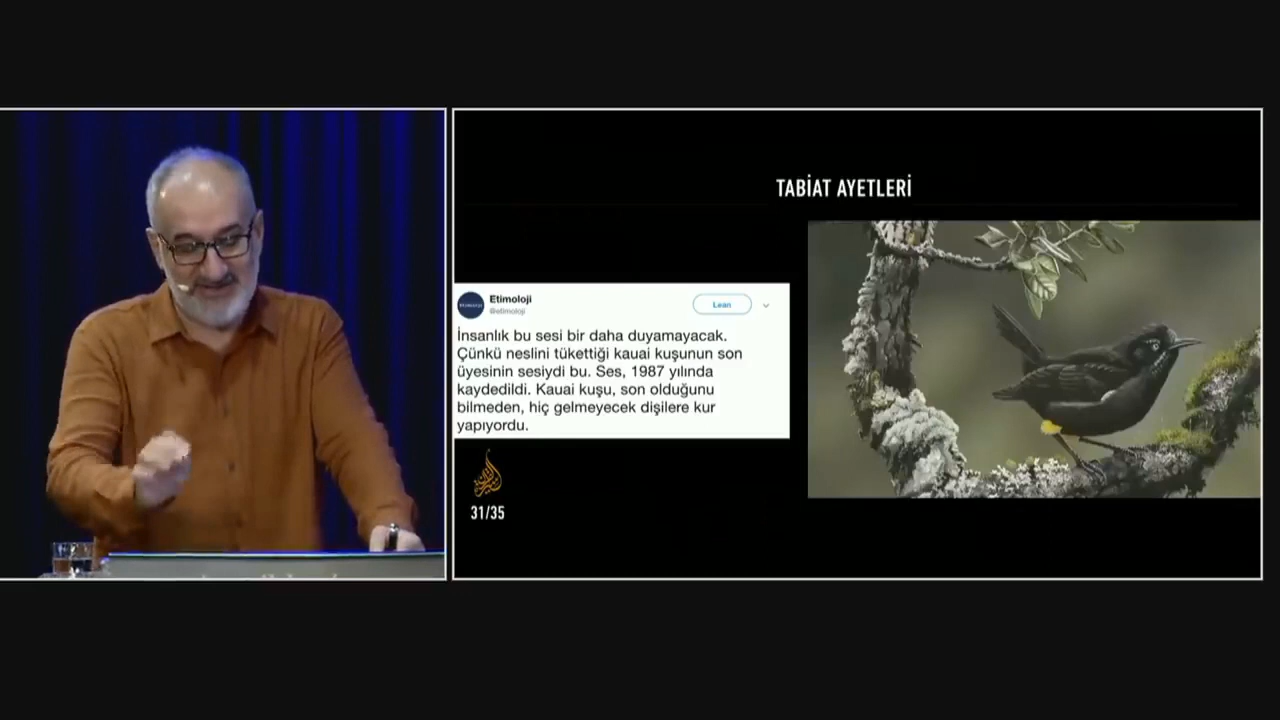 TABİAT AYETLERİ
Etimoloji
@etimoloji
Lean
İnsanlık bu sesi bir daha duyamayacak.
Çünkü neslini tükettiği kauai kuşunun son
üyesinin sesiydi bu. Ses, 1987 yılında
kaydedildi. Kauai kuşu, son olduğunu
bilmeden, hiç gelmeyecek dişilere kur
yapıyordu.
31/35